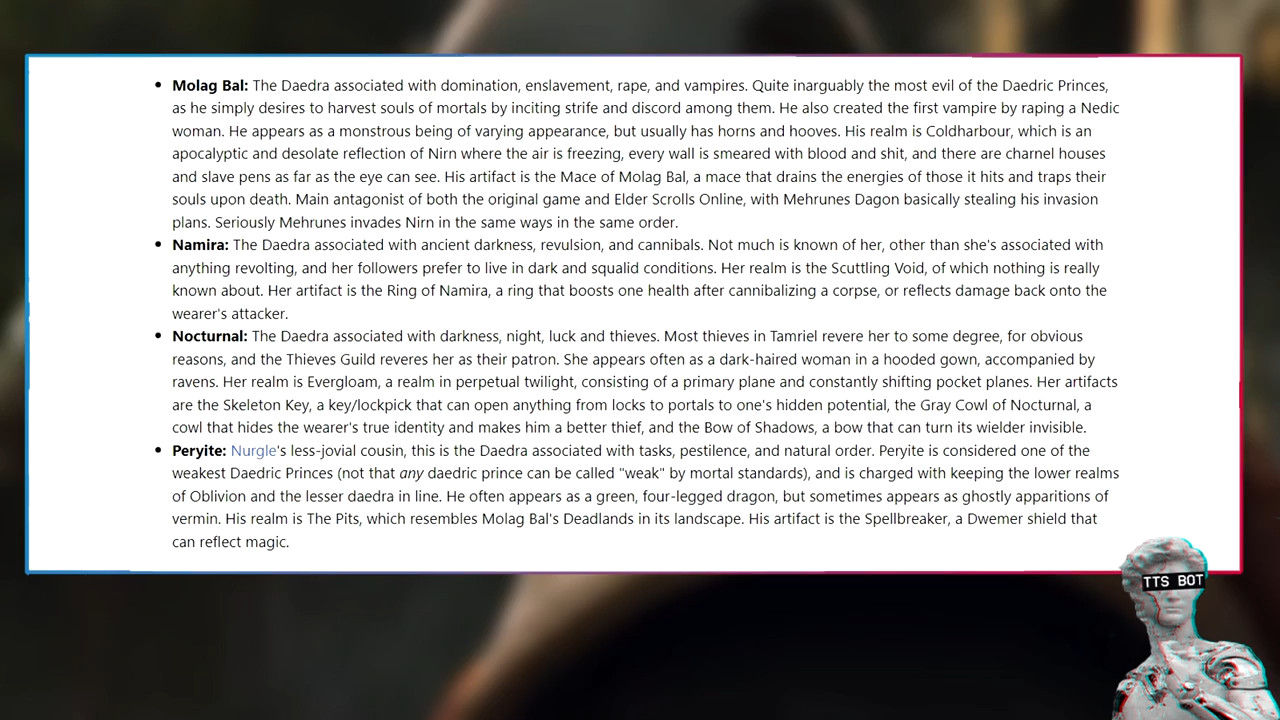 Molag Bal: The Daedra associated with domination, enslavement, rape, and vampires. Quite inarguably the most evil of the Daedric Princes,
as he simply desires to harvest souls of mortals by inciting strife and discord among them. He also created the first vampire by raping a Nedic
woman. He appears as a monstrous being of varying appearance, but usually has horns and hooves. His realm is Coldharbour, which is an
apocalyptic and desolate reflection of Nirn where the air is freezing, every wall is smeared with blood and shit, and there are charnel houses
and slave pens as far as the eye can see. His artifact is the Mace of Molag Bal, a mace that drains the energies of those it hits and traps their
souls upon death. Main antagonist of both the original game and Elder Scrolls Online, with Mehrunes Dagon basically stealing his invasion
plans. Seriously Mehrunes invades Nirn in the same ways in the same order.
Namira: The Daedra associated with ancient darkness, revulsion, and cannibals. Not much is known of her, other than she's associated with
anything revolting, and her followers prefer to live in dark and squalid conditions. Her realm is the Scuttling Void, of which nothing is really
known about. Her artifact is the Ring of Namira, a ring that boosts one health after cannibalizing a corpse, or reflects damage back onto the
wearer's attacker.
Nocturnal: The Daedra associated with darkness, night, luck and thieves. Most thieves in Tamriel revere her to some degree, for obvious
reasons, and the Thieves Guild reveres her as their patron. She appears often as a dark-haired woman in a hooded gown, accompanied by
ravens. Her realm is Evergloam, a realm in perpetual twilight, consisting of a primary plane and constantly shifting pocket planes. Her artifacts
are the Skeleton Key, a key/lockpick that can open anything from locks to portals to one's hidden potential, the Gray Cowl of Nocturnal, a
cowl that hides the wearer's true identity and makes him a better thief, and the Bow of Shadows, a bow that can turn its wielder invisible.
Peryite: Nurgle's less-jovial cousin, this is the Daedra associated with tasks, pestilence, and natural order. Peryite is considered one of the
weakest Daedric Princes (not that any daedric prince can be called "weak" by mortal standards), and is charged with keeping the lower realms
of Oblivion and the lesser daedra in line. He often appears as a green, four-legged dragon, but sometimes appears as ghostly apparitions of
vermin. His realm is The Pits, which resembles Molag Bal's Deadlands in its landscape. His artifact is the Spellbreaker, a Dwemer shield that
can reflect magic.
TTS BOT